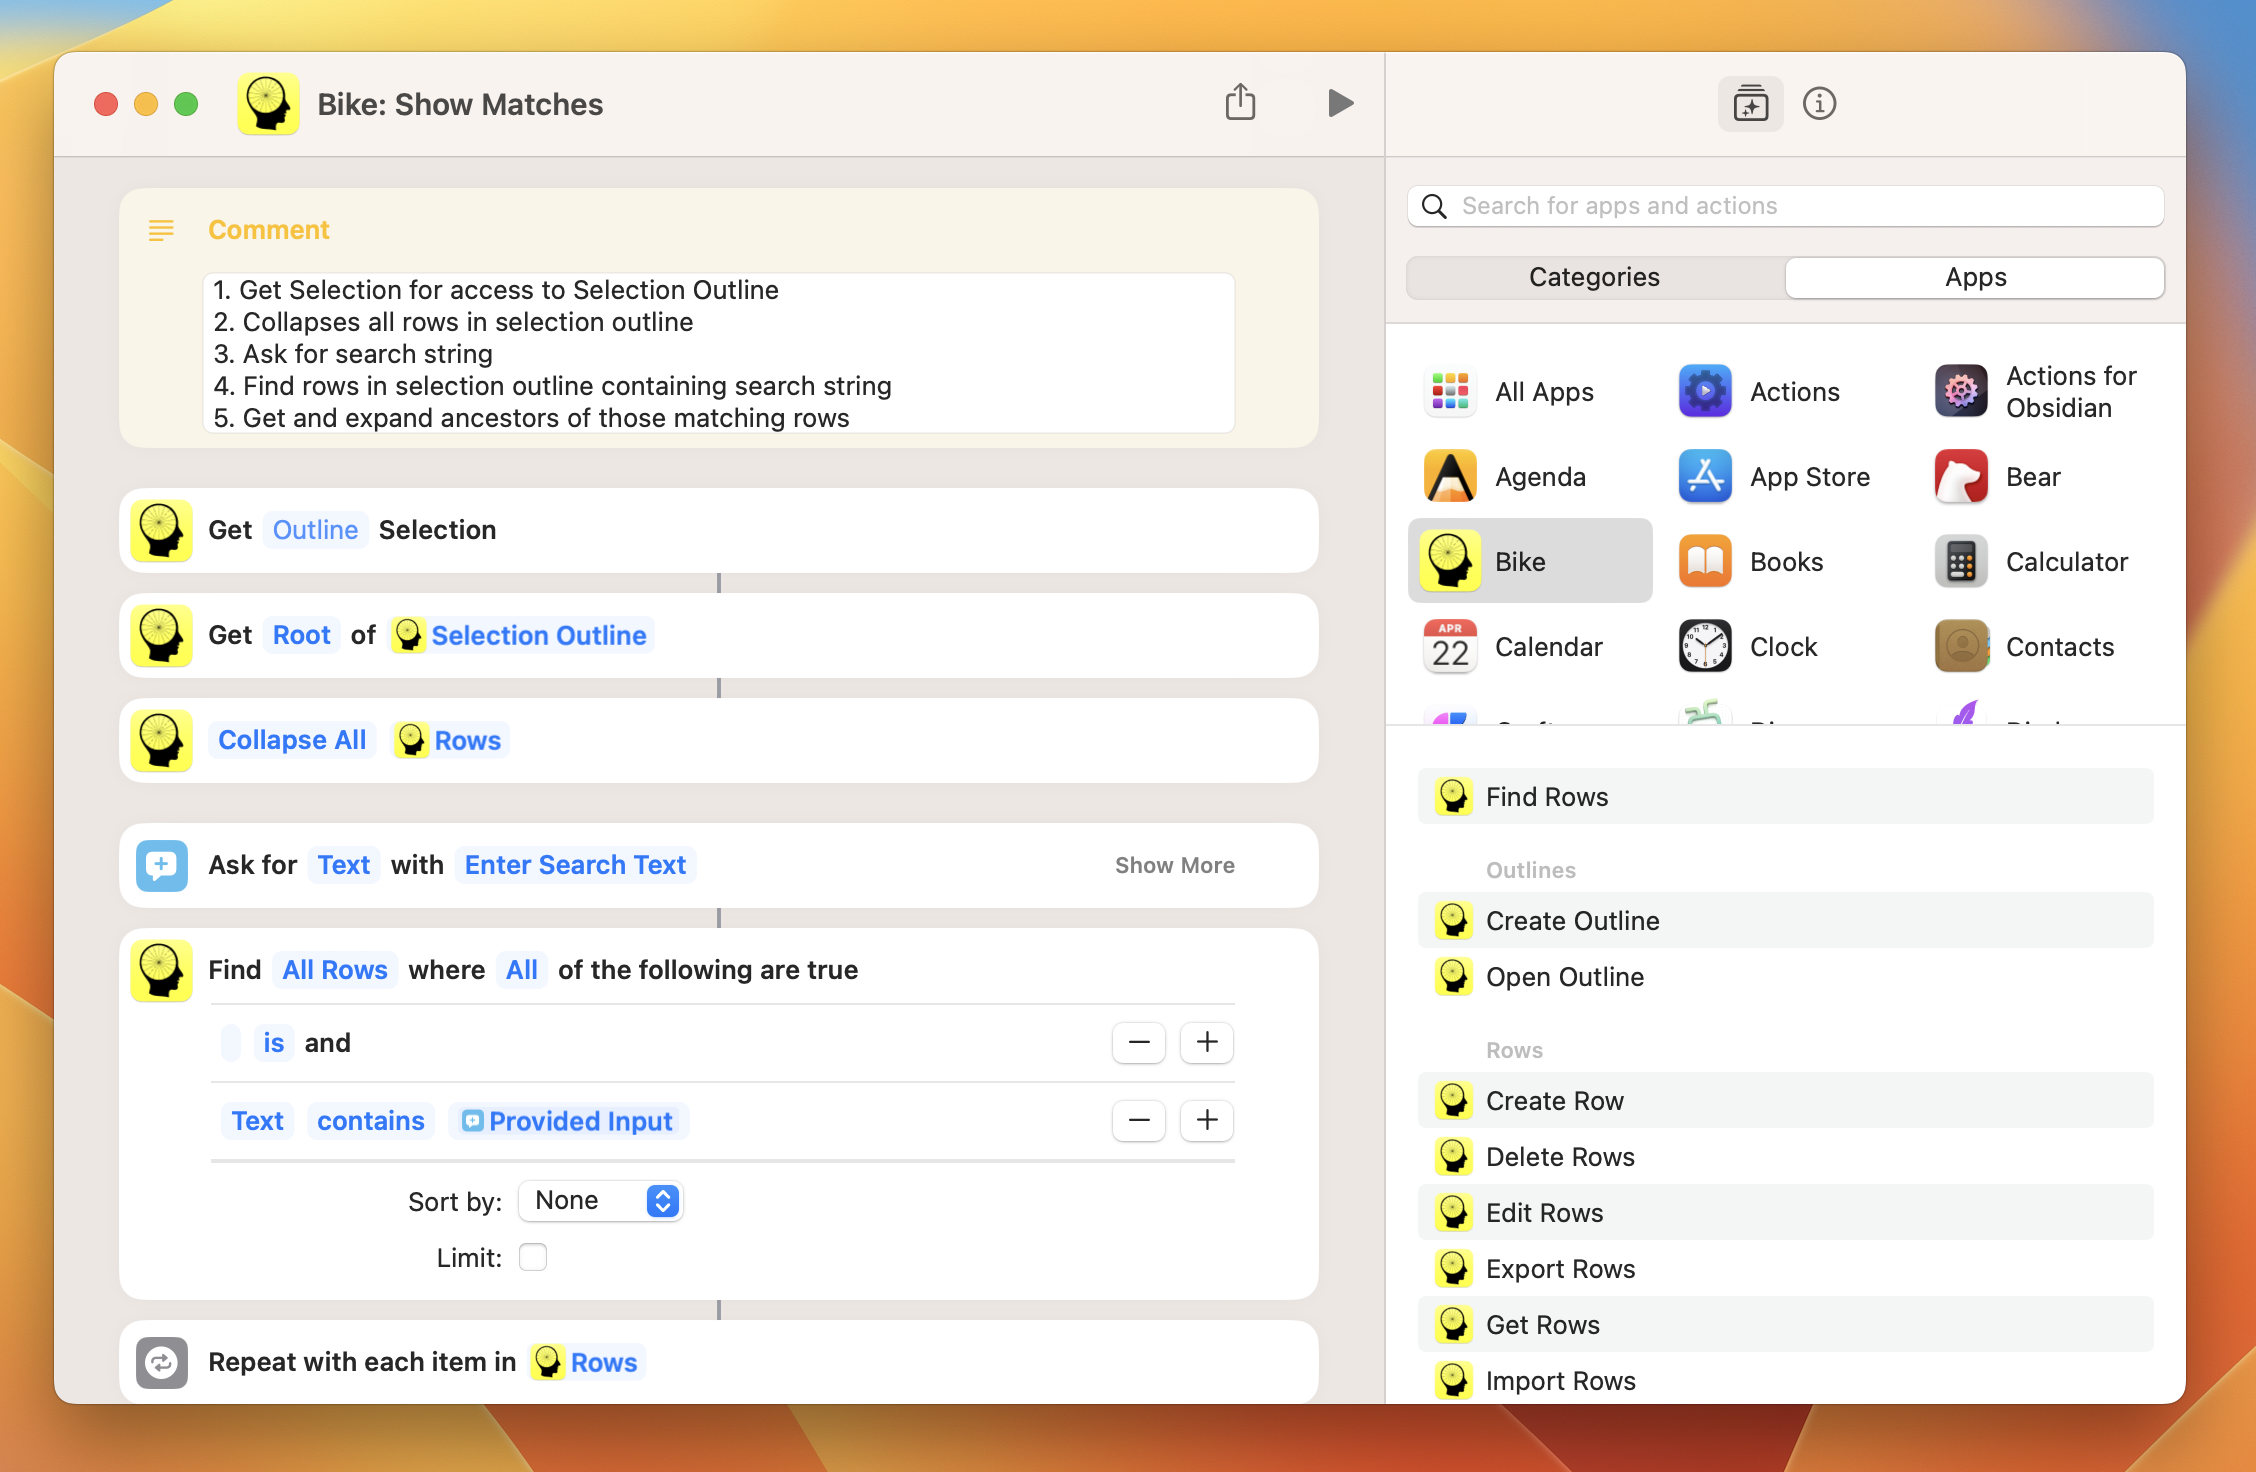 Bike: Show Matches
Comment
1. Get Selection for access to Selection Outline
2. Collapses all rows in selection outline
3. Ask for search string
4. Find rows in selection outline containing search string
5. Get and expand ancestors of those matching rows
Get Outline Selection
Get Root of Selection Outline
Collapse All Rows
Ask for Text with Enter Search Text Show More
Find All Rows where All of the following are true
is and
Text contains Provided Input
Sort by: None
Limit:
Repeat with each item in Rows
Search for apps and actions
Categories Apps
All Apps
Actions
Actions for
Obsidian
Agenda
App Store
Bear
Bike
Books
Calculator
APR
22
Calendar
Clock
Contacts
Find Rows
Outlines
Create Outline
Open Outline
Rows
Create Row
Delete Rows
Edit Rows
Export Rows
Get Rows
Import Rows